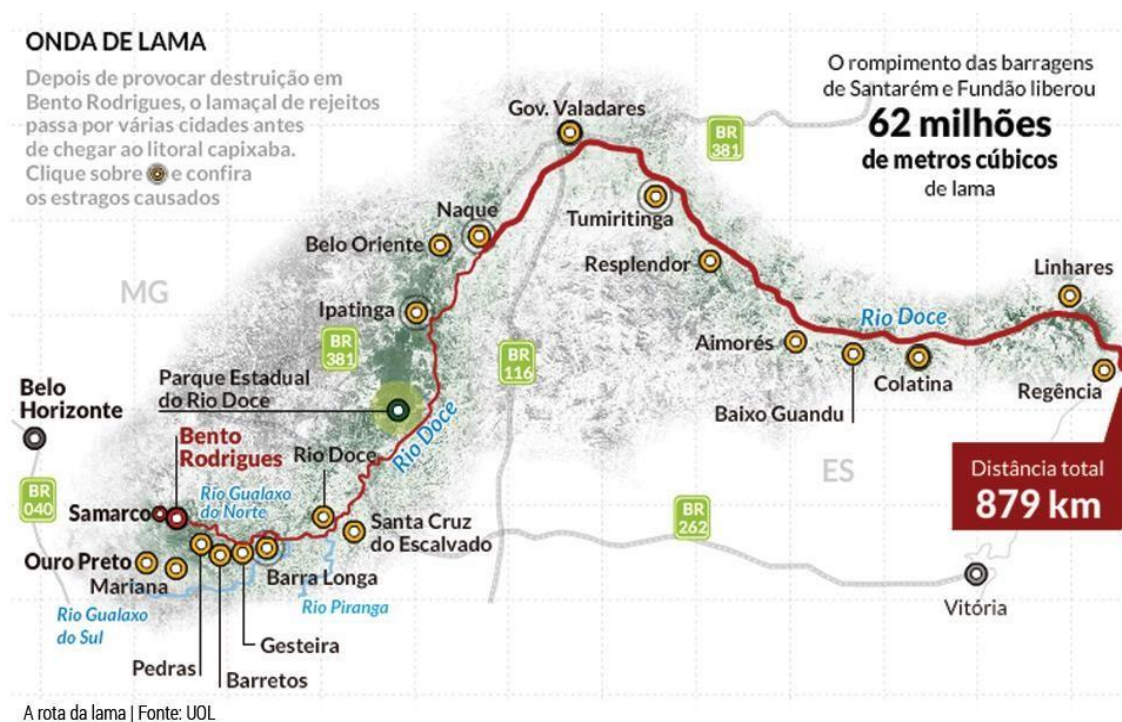 ONDA DE LAMA
Depois de provocar destruição em
Bento Rodrigues, o lamaçal de rejeitos
passa por várias cidades antes
de chegar ao litoral capixaba.
Clique sobre e confira
os estragos causados
O rompimento das barragens
de Santarém e Fundão liberou
62 milhões
de metros cúbicos
de lama
Gov. Valadares
BR
381
Naque
Tumiritinga
Belo Oriente
Resplendor
Linhares
MG
Ipatinga
Rio Doce
BR
381
Aimorés
BR
116
Colatina
Regência
Parque Estadual
do Rio Doce
Baixo Guandu
Belo
Horizonte
Rio Doce
Bento
Rodrigues
Rio Doce
ES
Distância total
879 km
BR
040
Rio Gualaxo
do Norte
Samarco
Santa Cruz
do Escalvado
BR
262
Ouro Preto
Mariana
Barra Longa
Rio Piranga
Vitória
Rio Gualaxo
do Sul
Gesteira
Pedras
Barretos
A rota da lama | Fonte: UOL